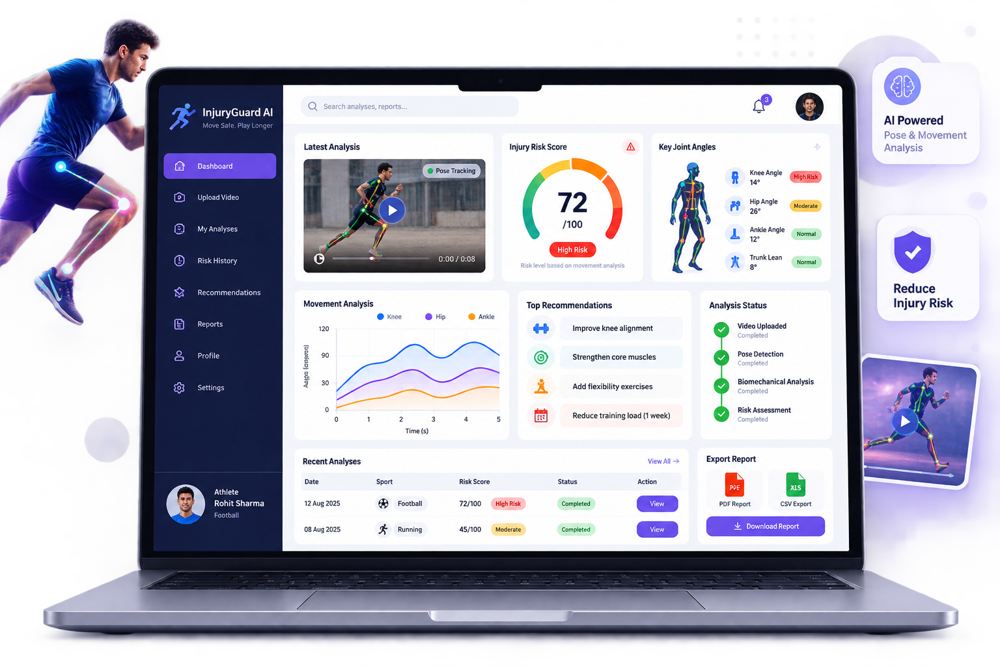 InjuryGuard AI
Move Safe. Play Longer
Dashboard
Upload Video
My Analyses
Risk History
Recommendations
Reports
Profile
Settings
Athlete
Rohit Sharma
Football
Search analyses, reports...
3
Latest Analysis
Pose Tracking
0:00 / 0:08
Injury Risk Score
72
/100
High Risk
Risk level based on movement analysis
Key Joint Angles
Knee Angle
14°
High Risk
Hip Angle
26°
Moderate
Ankle Angle
12°
Normal
Trunk Lean
8°
Normal
Movement Analysis
Knee Hip Ankle
120
90
30
0
0 1 2 3 4 5
Time (s)
Top Recommendations
Improve knee alignment
Strengthen core muscles
Add flexibility exercises
Reduce training load (1 week)
Analysis Status
Video Uploaded
Completed
Pose Detection
Completed
Biomechanical Analysis
Completed
Risk Assessment
Completed
Recent Analyses
View All →
Date Sport Risk Score Status Action
12 Aug 2025 Football 72/100 High Risk Completed View
08 Aug 2025 Running 45/100 Moderate Completed View
Export Report
XLS
PDF Report
CSV Export
Download Report
AI Powered
Pose & Movement
Analysis
Reduce
Injury Risk